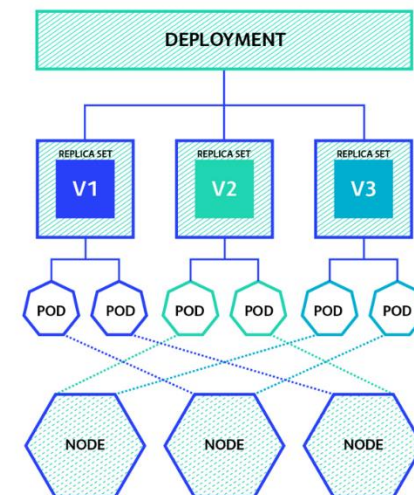 DEPLOYMENT
REPLICA SET
V1
REPLICA SET
V2
REPLICA SET
V3
POD
POD
POD
POD
POD
POD
NODE
NODE
NODE